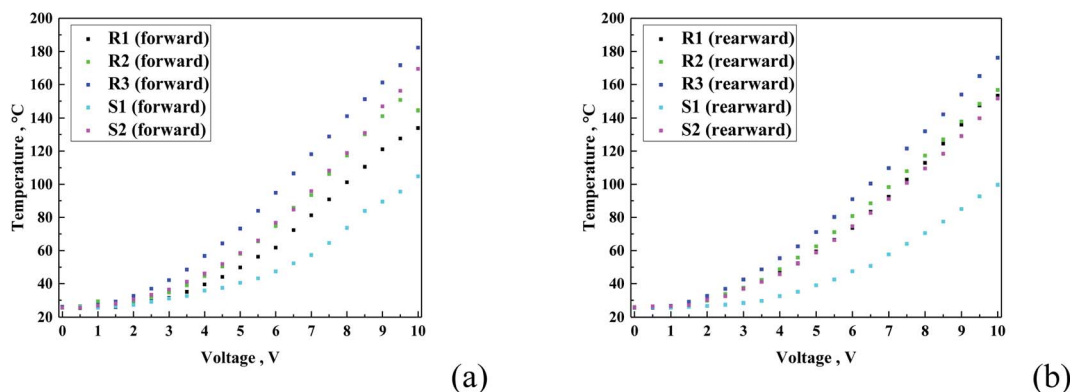 200
180
160
140
120
100
80
60
40
20
Temperature , °C
R1 (forward)
R2 (forward)
R3 (forward)
S1 (forward)
S2 (forward)
0 1 2 3 4 5 6 7 8 9 10
Voltage , V
(a)
200
180
160
140
120
100
80
60
40
20
Temperature , °C
R1 (rearward)
R2 (rearward)
R3 (rearward)
S1 (rearward)
S2 (rearward)
0 1 2 3 4 5 6 7 8 9 10
Voltage , V
(b)